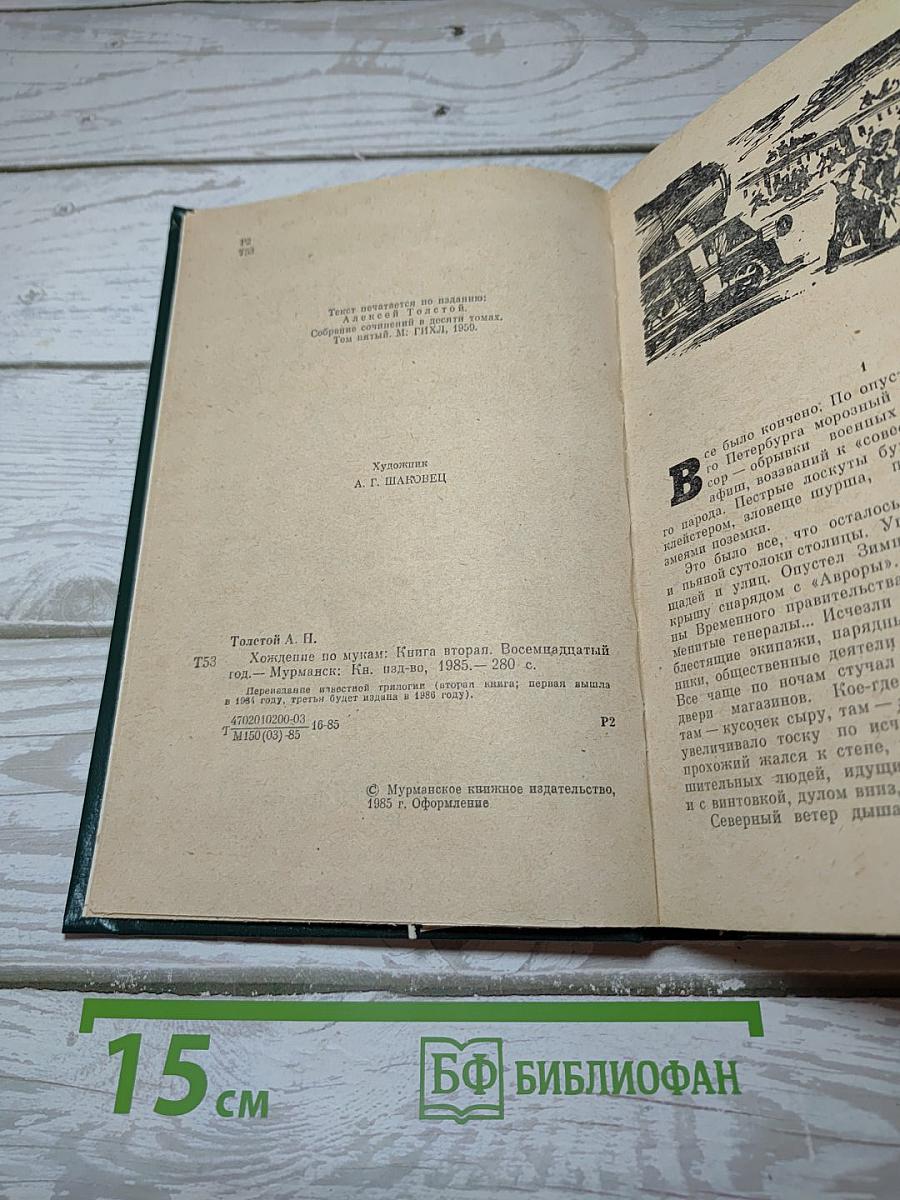 Р2
Т53
Текст печатается по изданию:
Алексей Толстой.
Собрание сочинений в десяти томах.
Том пятый. М: ГИХЛ, 1959.
Художник
А. Г. ШАКОВЕЦ
Толстой А. Н.
Т53 Хождение по мукам: Книга вторая. Восемнадцатый
год.— Мурманск: Кн. изд-во, 1985.— 280 с.
Переиздание известной трилогии (вторая книга; первая вышла
в 1984 году, третья будет издана в 1986 году).
Т 4702010200-03 16-85
М150(03)-85
Р2
© Мурманское книжное издательство,
1985 г. Оформление
1
Все было кончено. По опуст
го Петербурга морозный
сор — обрывки военных
афиш, воззваний к «сове
го народа. Пестрые лоскуты бу
клейстером, зловеще шурша, п
змеями поземки.
Это было все, что осталось
и пьяной сутолоки столицы. У
щадей и улиц. Опустел Зим
крышу снарядом с «Авроры».
ны Временного правительства
менитые генералы... Исчезли
блестящие экипажи, нарядны
ники, общественные деятели
Все чаще по ночам стучал
двери магазинов. Кое-где
там — кусочек сыру, там —
увеличивало тоску по исч
прохожий жался к стене,
шительных людей, идущи
и с винтовкой, дулом вниз,
Северный ветер дыша
15 см
БФ БИБЛИОФАН